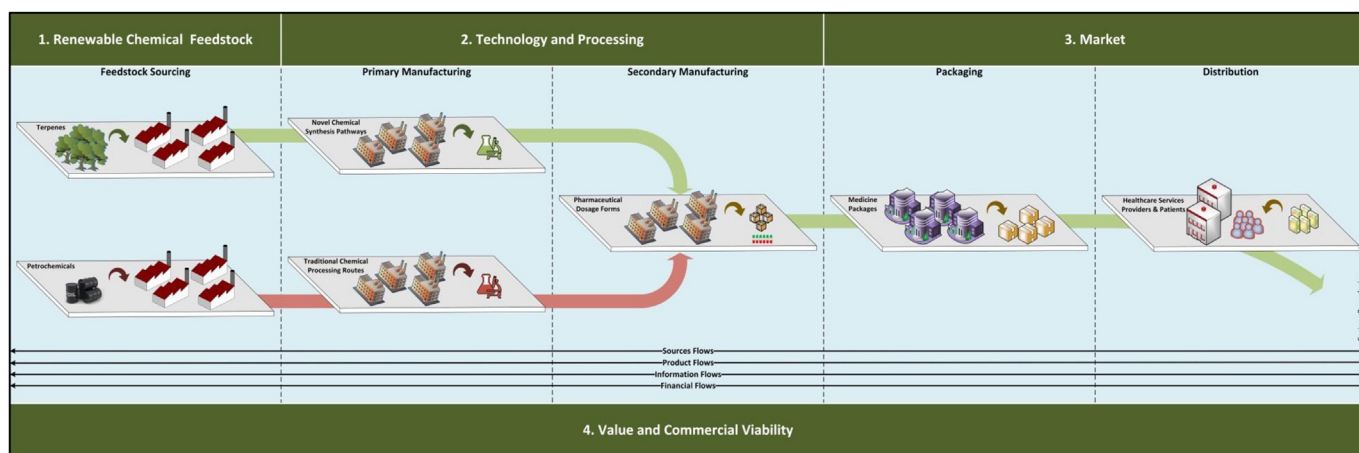 1. Renewable Chemical Feedstock
2. Technology and Processing
3. Market
Feedstock Sourcing
Primary Manufacturing
Secondary Manufacturing
Packaging
Distribution
Terpenes
Novel Chemical
Synthesis Pathways
Pharmaceutical
Dosage Forms
Medicine
Packages
Healthcare Services
Providers & Patients
Petrochemicals
Traditional Chemical
Processing Routes
Sources Flows
Product Flows
Information Flows
Financial Flows
4. Value and Commercial Viability